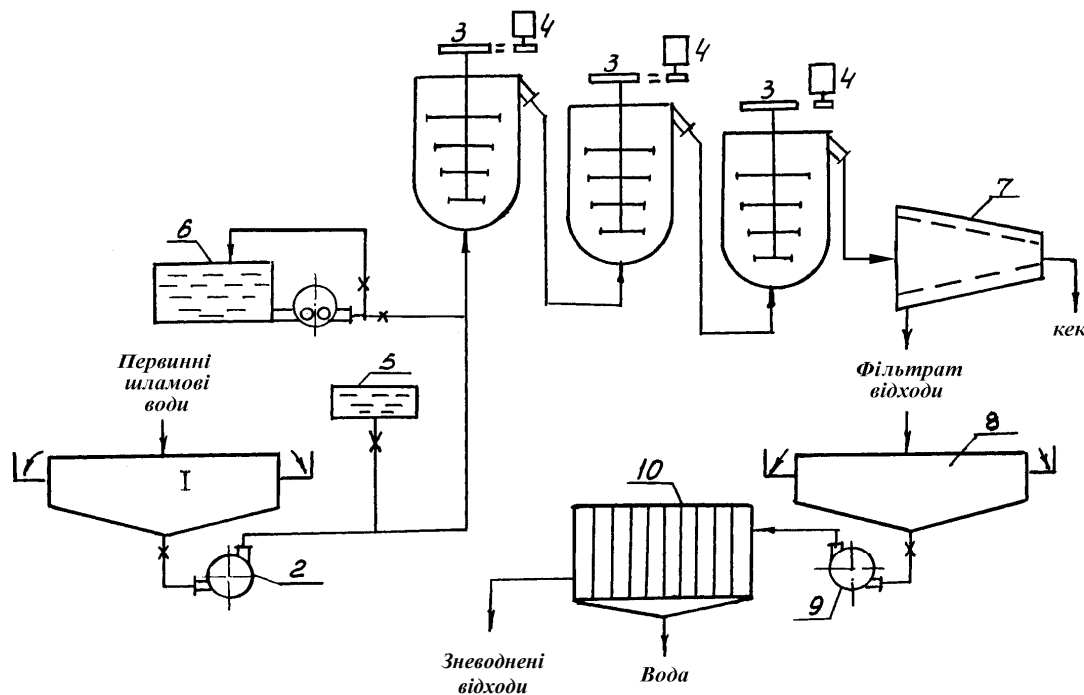 3
4
3
4
3
4
7
6
кек
Первинні
шламові
води
5
Фільтрат
відходи
8
I
10
2
9
Зневоднені
відходи
Вода